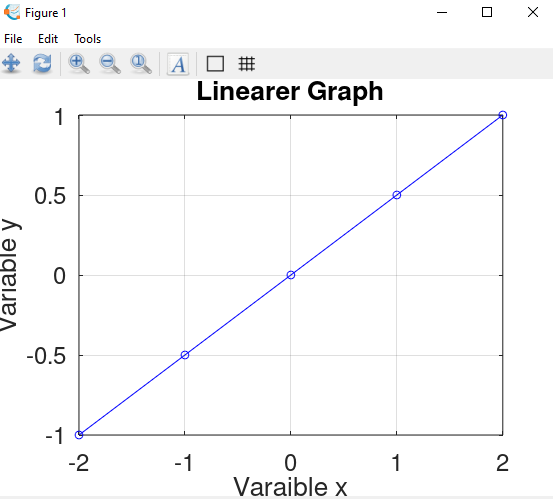 Figure 1
File Edit Tools
A
Linearer Graph
1
0.5
0
-0.5
-1
Variable y
-2 -1 0 1 2
Varaible x